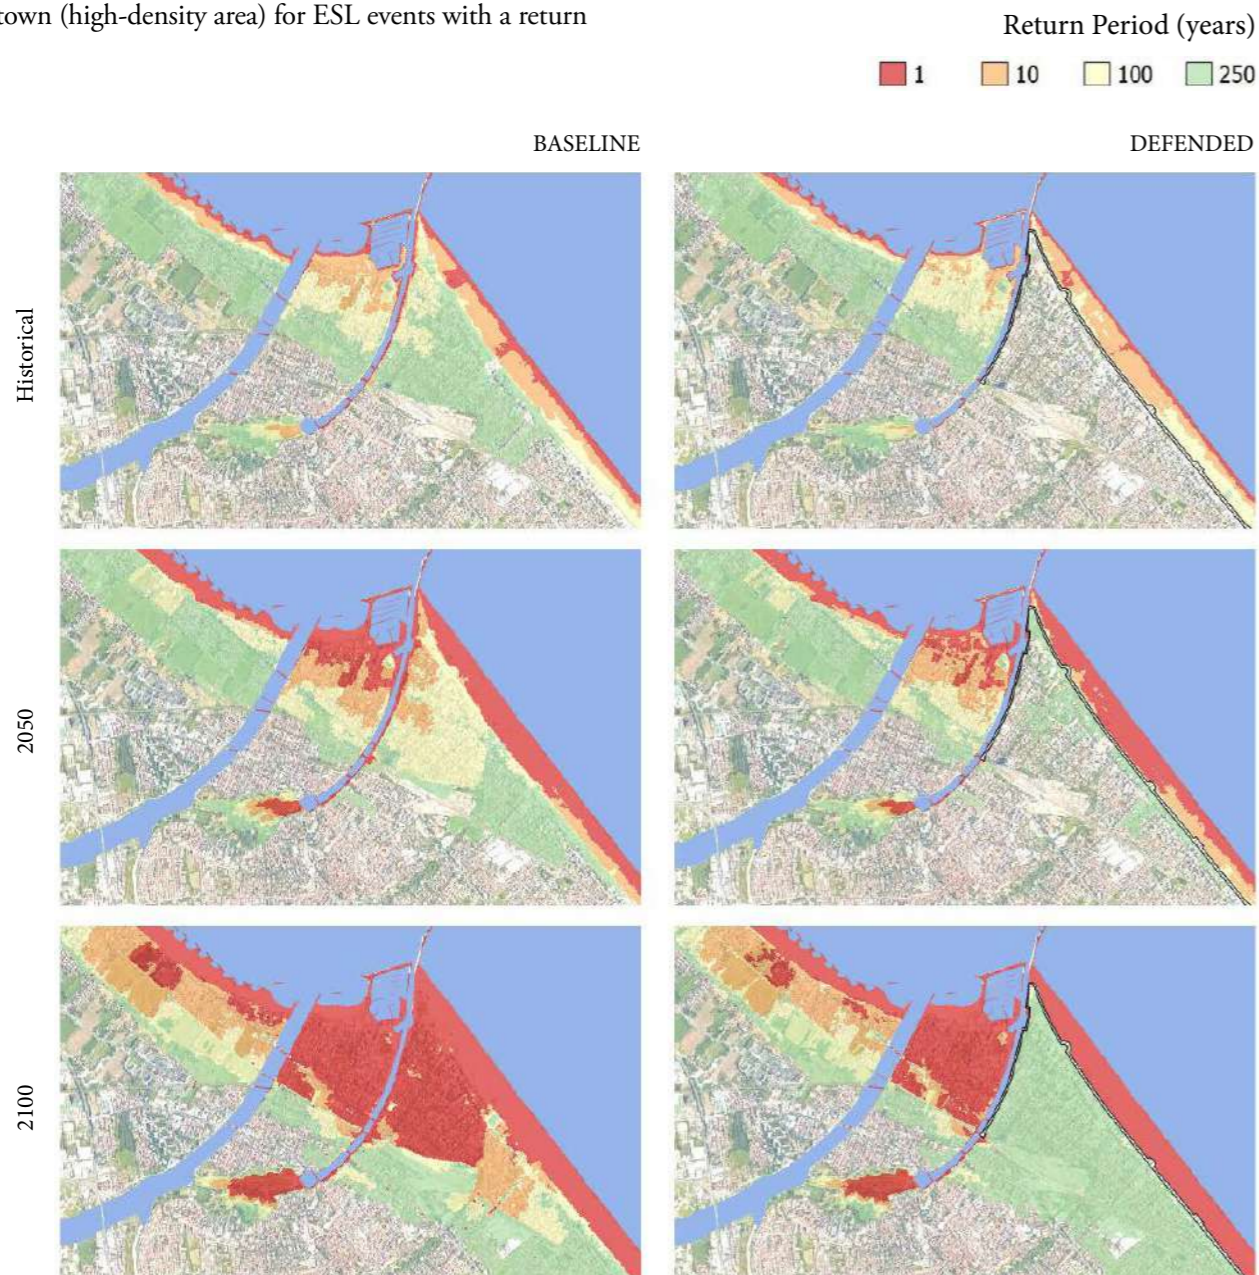 town (high-density area) for ESL events with a return
Return Period (years)
1 10 100 250
BASELINE DEFENDED
Historical
2050
2100